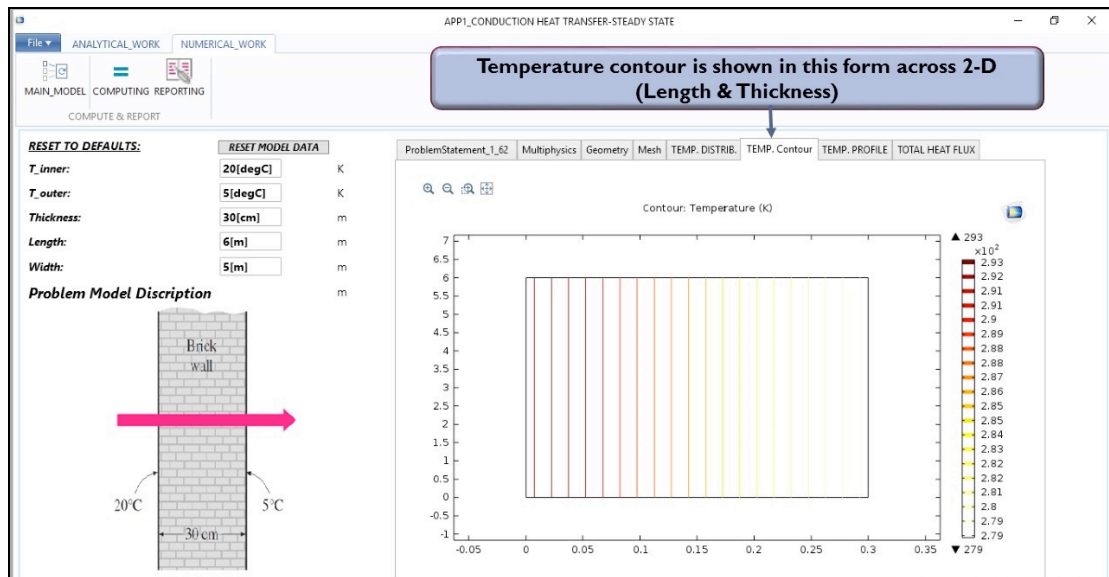 APP1_CONDUCTION HEAT TRANSFER-STEADY STATE
File ANALYTICAL_WORK NUMERICAL_WORK
MAIN_MODEL COMPUTING REPORTING
COMPUTE & REPORT
Temperature contour is shown in this form across 2-D
(Length & Thickness)
RESET TO DEFAULTS: RESET MODEL DATA
T_inner: 20[degC] K
T_outer: 5[degC] K
Thickness: 30[cm] m
Length: 6[m] m
Width: 5[m] m
Problem Model Discription m
Brick
wall
20°C
5°C
30 cm
ProblemStatement_1_62 Multiphysics Geometry Mesh TEMP. DISTRIB. TEMP. Contour TEMP. PROFILE TOTAL HEAT FLUX
Contour: Temperature (K)
7
6.5
6
5.5
5
4.5
4
3.5
3
2.5
2
1.5
1
0.5
0
-0.5
-1
-0.05 0 0.05 0.1 0.15 0.2 0.25 0.3 0.35
▲ 293
×10²
2.93
2.92
2.91
2.91
2.9
2.89
2.88
2.88
2.87
2.86
2.85
2.85
2.84
2.83
2.82
2.82
2.81
2.8
2.79
2.79
▼ 279